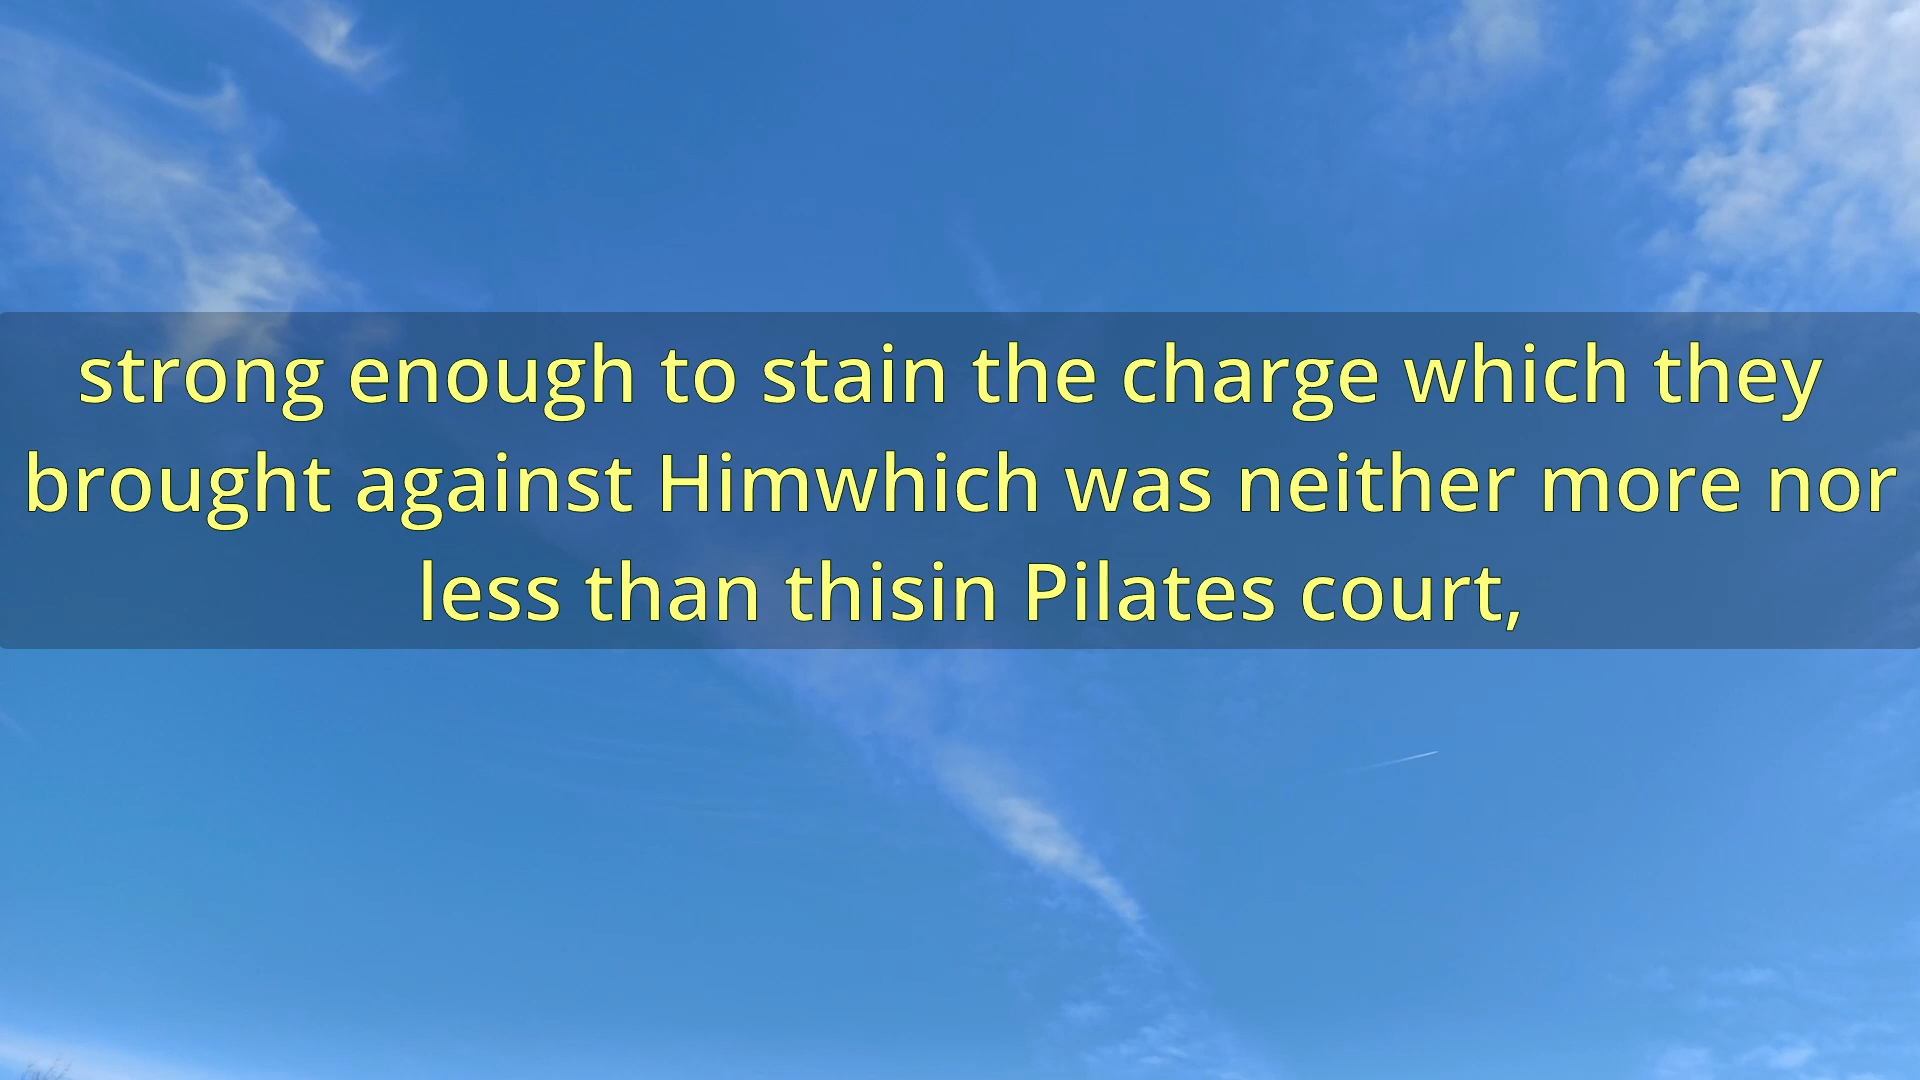 strong enough to stain the charge which they
brought against Himwhich was neither more nor
less than thisin Pilates court,